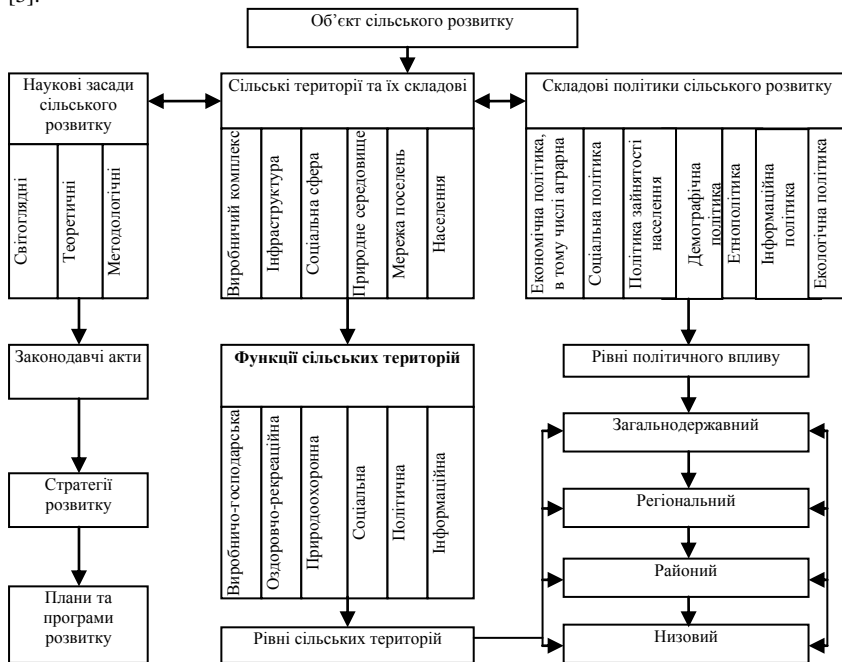 [5].
Об’єкт сільського розвитку
Наукові засади
сільського
розвитку
Сільські території та їх складові
Складові політики сільського розвитку
Світоглядні
Теоретичні
Методологічні
Виробничий комплекс
Інфраструктура
Соціальна сфера
Природне середовище
Мережа поселень
Населення
Економічна політика,
в тому числі аграрна
Соціальна політика
Політика зайнятості
населення
Демографічна
політика
Етнополітика
Інформаційна
політика
Екологічна політика
Законодавчі акти
Функції сільських територій
Рівні політичного впливу
Виробничо-господарська
Оздоровчо-рекреаційна
Природоохоронна
Соціальна
Політична
Інформаційна
Загальнодержавний
Стратегії
розвитку
Регіональний
Районий
Плани та
програми
розвитку
Рівні сільських територій
Низовий